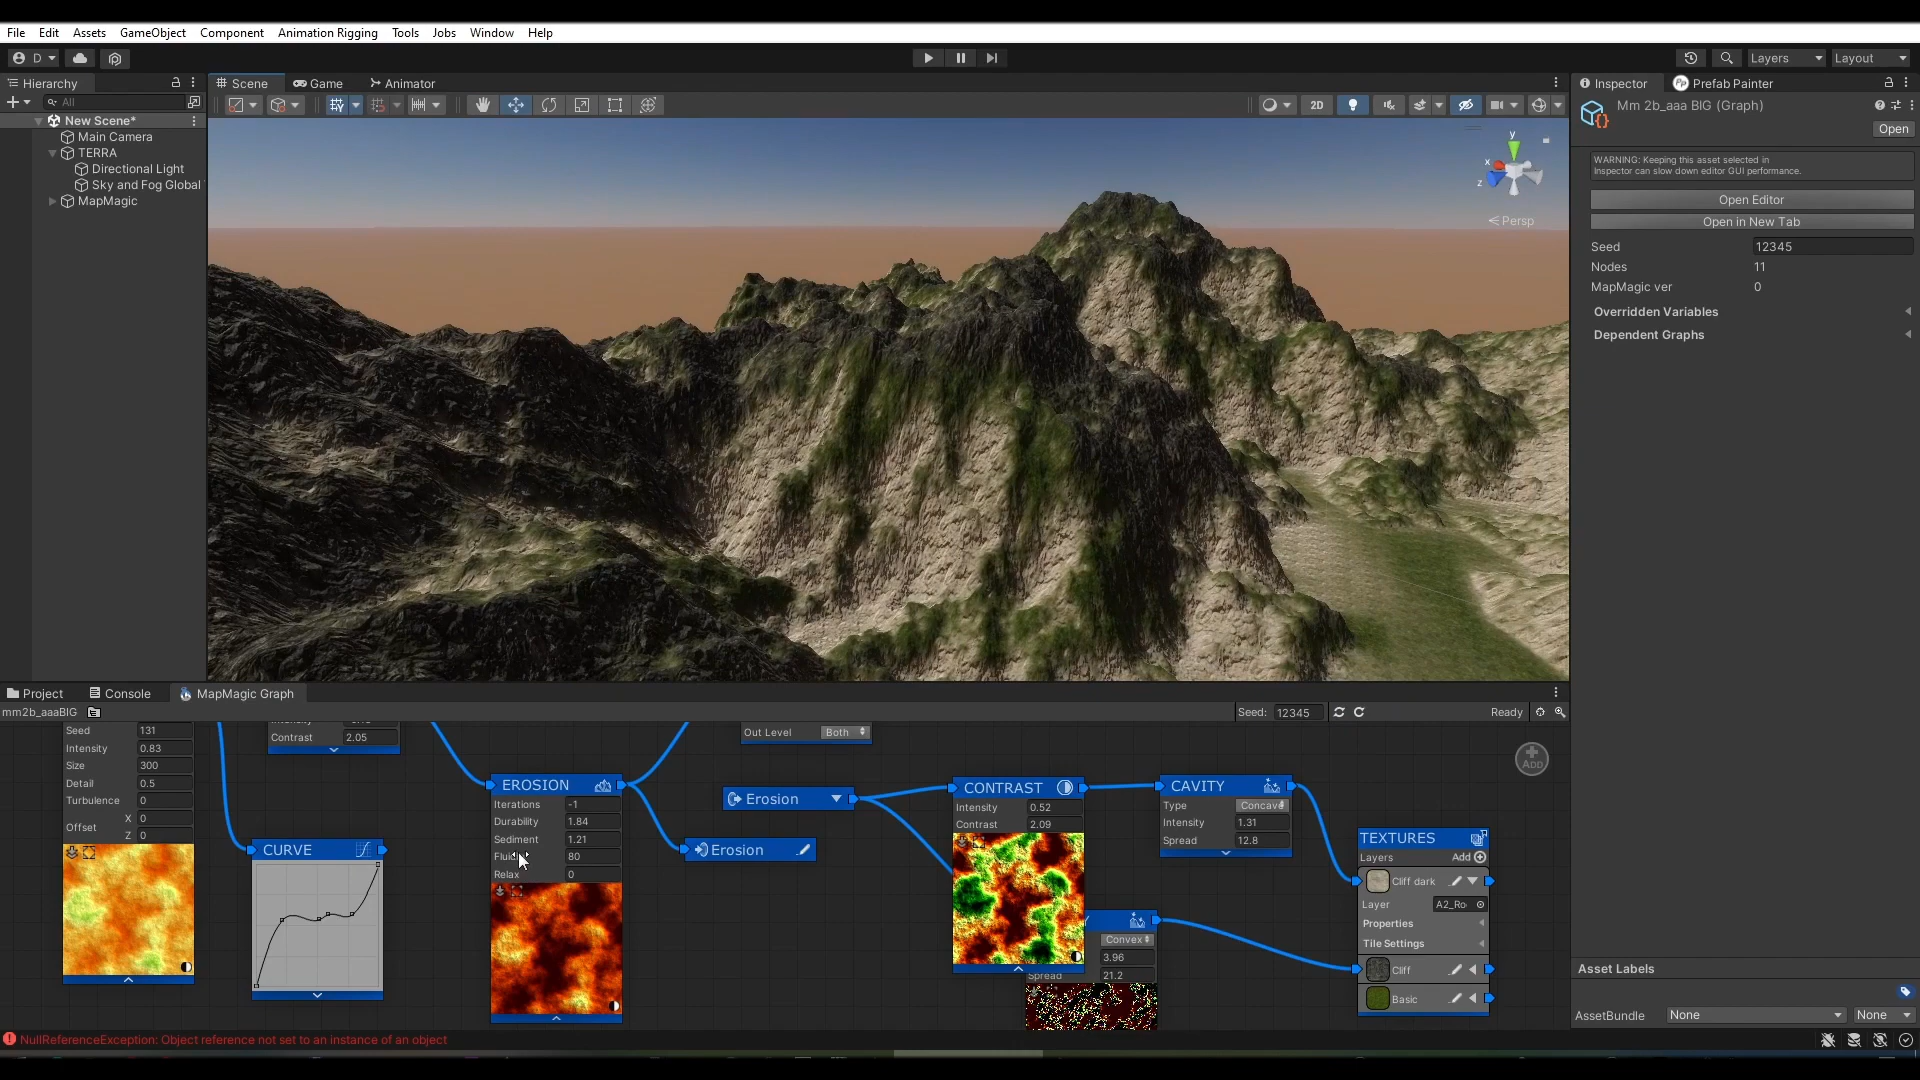 File Edit Assets GameObject Component Animation Rigging Tools Jobs Window Help
D Layers Layout
Hierarchy
Scene Game Animator
Inspector Prefab Painter
All
2D
New Scene*
Main Camera
TERRA
Directional Light
Sky and Fog Global
MapMagic
y
x
z
Persp
Mm 2b_aaa BIG (Graph)
Open
WARNING: Keeping this asset selected in
Inspector can slow down editor GUI performance.
Open Editor
Open in New Tab
Seed 12345
Nodes 11
MapMagic ver 0
Overridden Variables
Dependent Graphs
Project Console MapMagic Graph
mm2b_aaaBIG
Seed: 12345 Ready
ADD
Seed 131
Intensity 0.83
Size 300
Detail 0.5
Turbulence 0
Offset X 0
Z 0
Contrast 2.05
CURVE
EROSION
Iterations -1
Durability 1.84
Sediment 1.21
80
Relax 0
Out Level Both
Erosion
Erosion
CONTRAST
Intensity 0.52
Contrast 2.09
CAVITY
Type Concave
Intensity 1.31
Spread 12.8
Convex
3.96
Spread 21.2
TEXTURES
Layers Add
Cliff dark
Layer A2_Ro
Properties
Tile Settings
Cliff
Basic
Asset Labels
AssetBundle None None
NullReferenceException: Object reference not set to an instance of an object